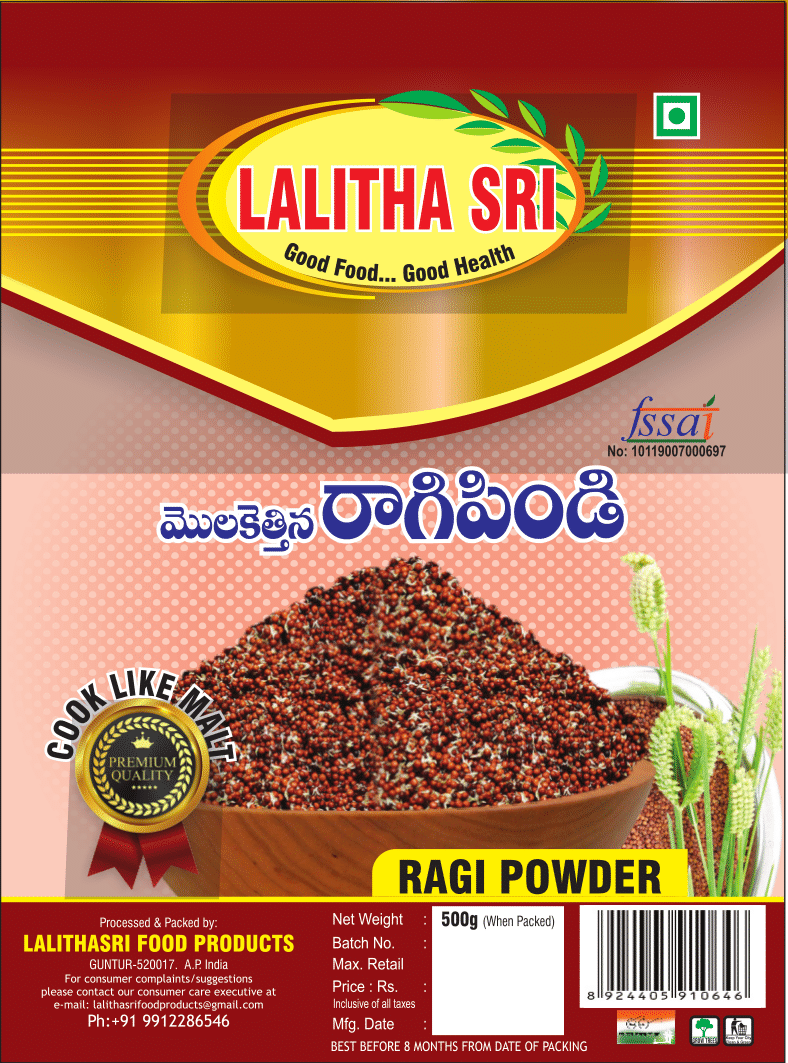 LALITHA SRI
Good Food... Good Health
fssai
No: 10119007000697
మొలకెత్తిన రాగిపిండి
COOK LIKE MALT
PREMIUM
QUALITY
RAGI POWDER
Processed & Packed by:
LALITHASRI FOOD PRODUCTS
GUNTUR-520017. A.P. India
For consumer complaints/suggestions
please contact our consumer care executive at
e-mail: lalithasrifoodproducts@gmail.com
Ph:+91 9912286546
Net Weight : 500g (When Packed)
Batch No. :
Max. Retail
Price : Rs. :
Inclusive of all taxes
Mfg. Date :
BEST BEFORE 8 MONTHS FROM DATE OF PACKING
8 924405 910646
GROW TREES